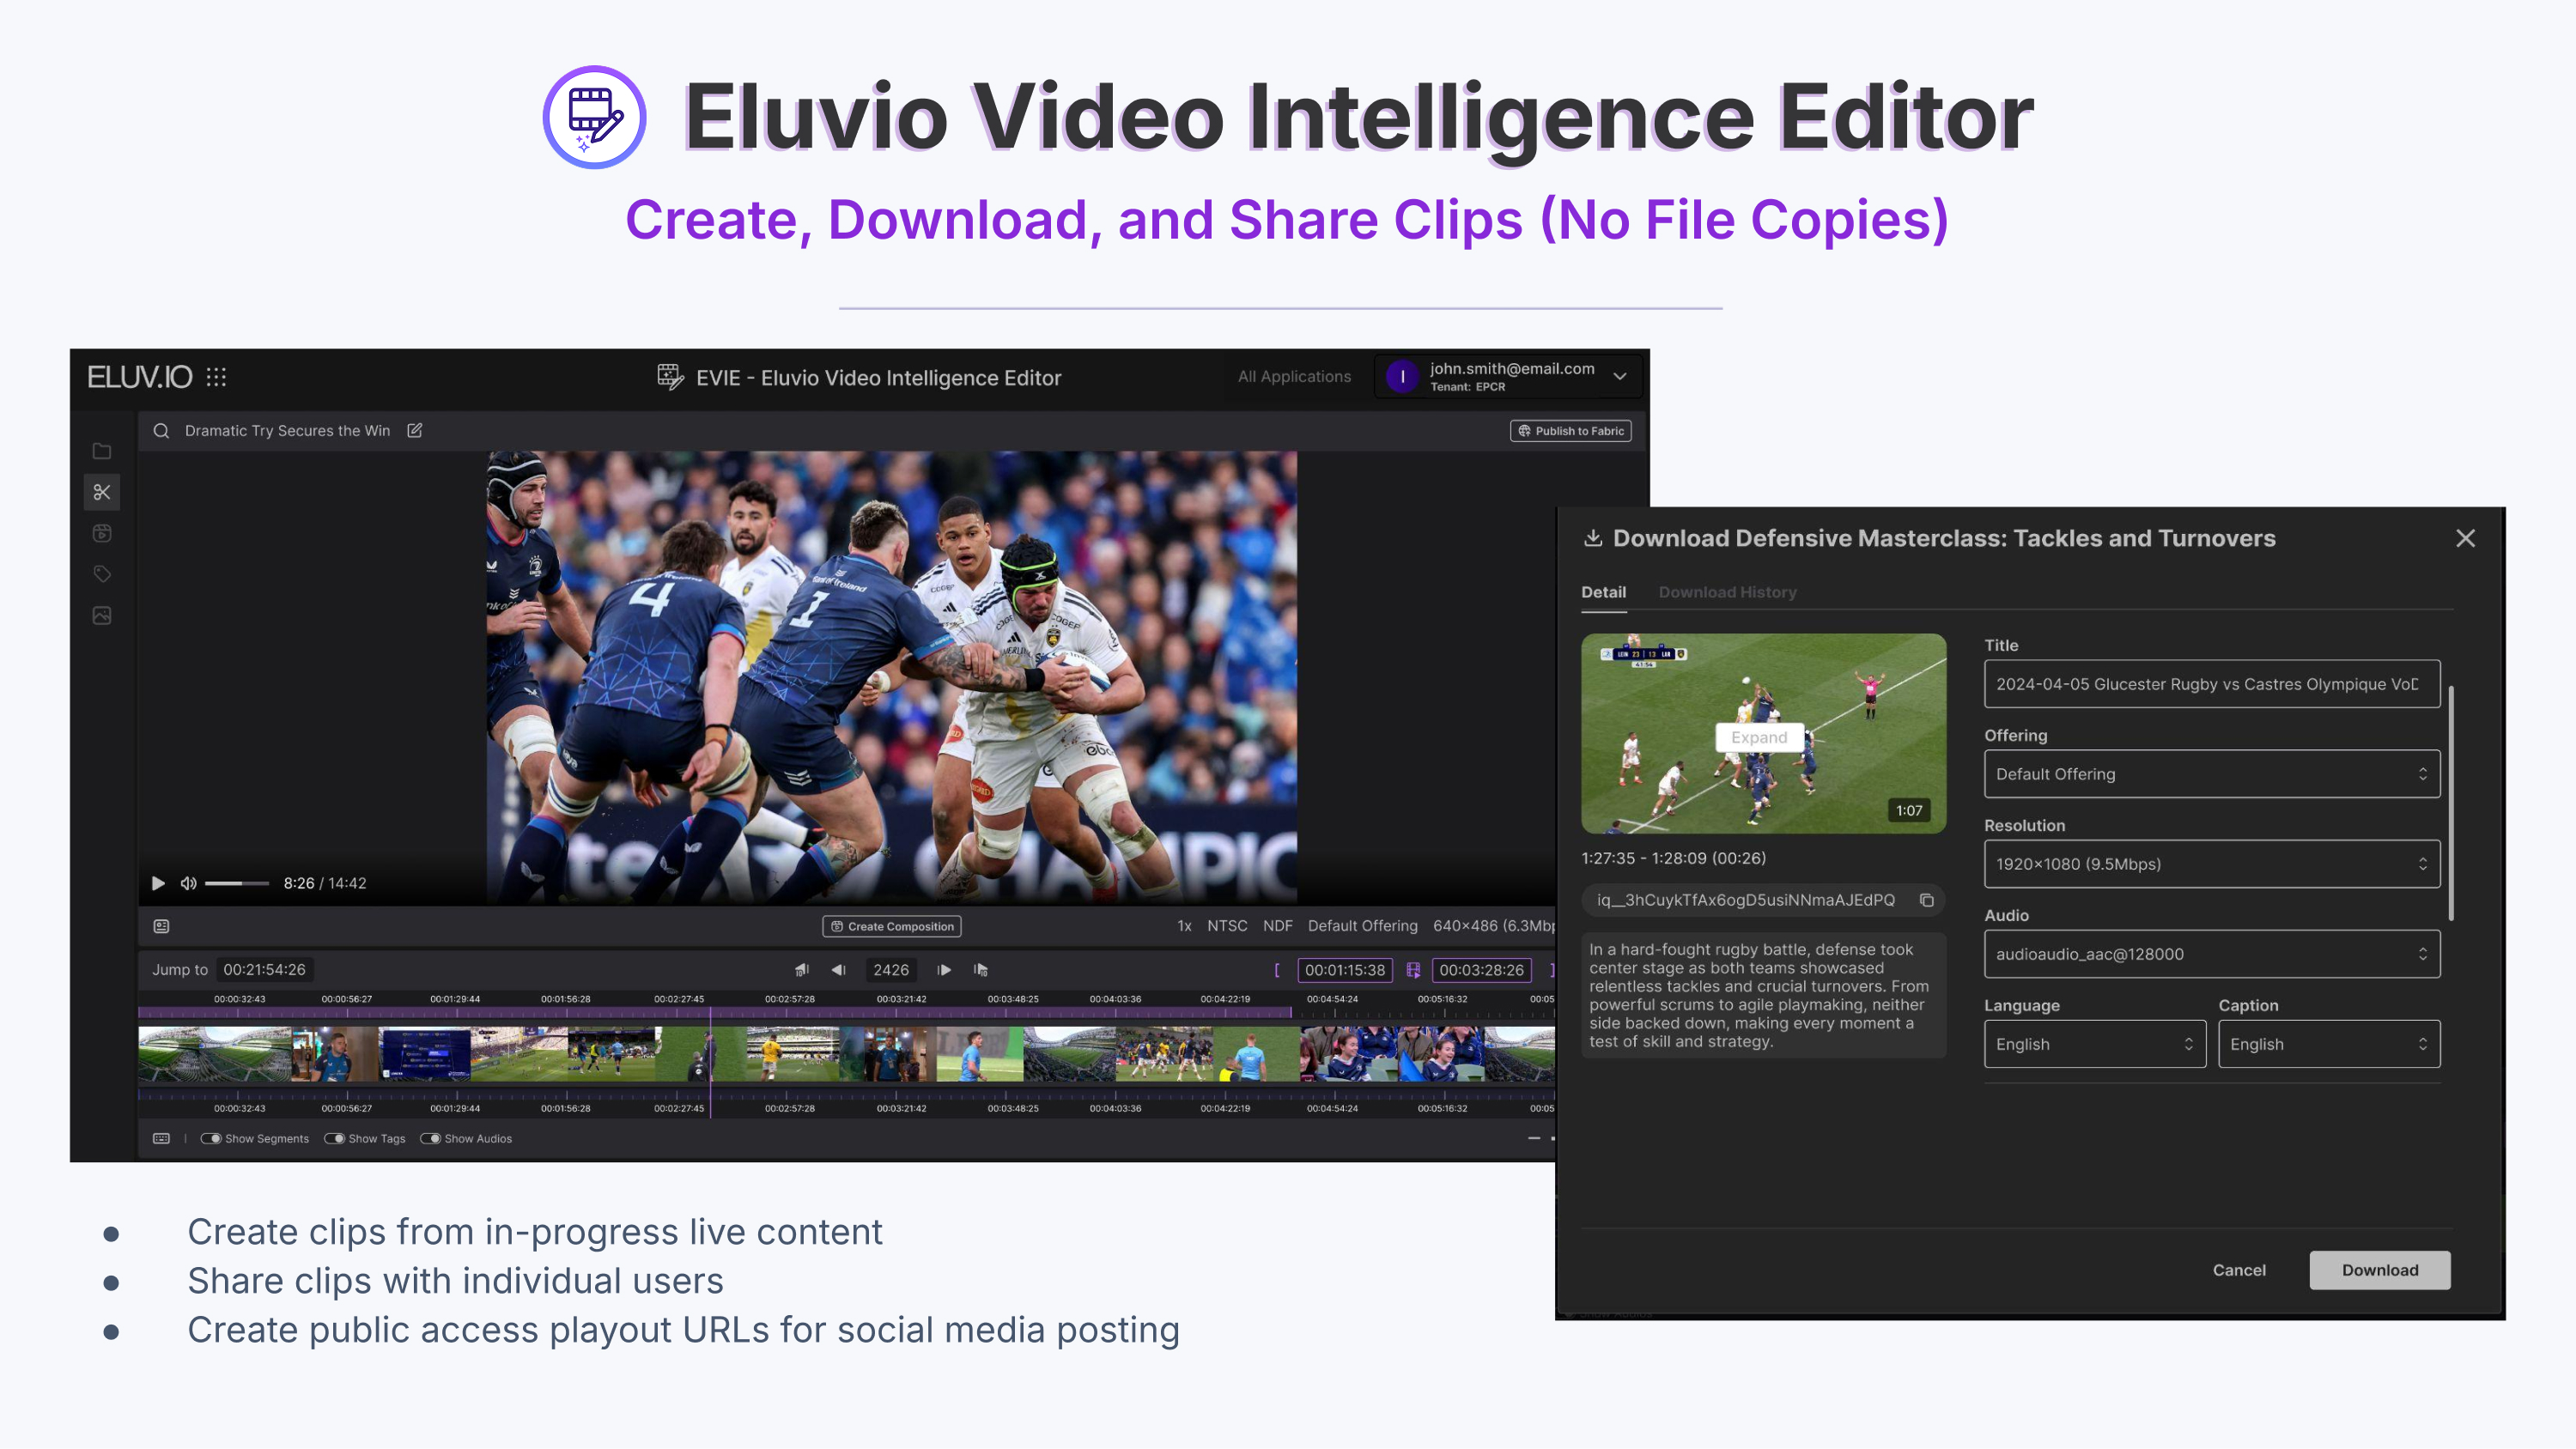 Eluvio Video Intelligence Editor
Create, Download, and Share Clips (No File Copies)
ELUV.IO
EVIE - Eluvio Video Intelligence Editor
All Applications
I
john.smith@email.com
Tenant: EPCR
Dramatic Try Secures the Win
Publish to Fabric
4
1
Bank of Ireland
COGEF
8:26 / 14:42
Create Composition
1x NTSC NDF Default Offering 640×486 (6.3Mbp
Jump to 00:21:54:26
2426
[ 00:01:15:38 00:03:28:26 ]
00:00:32:43 00:00:56:27 00:01:29:44 00:01:56:28 00:02:27:45 00:02:57:28 00:03:21:42 00:03:48:25 00:04:03:36 00:04:22:19 00:04:54:24 00:05:16:32 00:05
00:00:32:43 00:00:56:27 00:01:29:44 00:01:56:28 00:02:27:45 00:02:57:28 00:03:21:42 00:03:48:25 00:04:03:36 00:04:22:19 00:04:54:24 00:05:16:32 00:05
Show Segments Show Tags Show Audios
Download Defensive Masterclass: Tackles and Turnovers
Detail Download History
LEIN 23 | 13 LAR
41:54
Expand
1:07
1:27:35 - 1:28:09 (00:26)
iq__3hCuykTfAx6ogD5usiNNmaAJEdPQ
In a hard-fought rugby battle, defense took
center stage as both teams showcased
relentless tackles and crucial turnovers. From
powerful scrums to agile playmaking, neither
side backed down, making every moment a
test of skill and strategy.
Title
2024-04-05 Glucester Rugby vs Castres Olympique VoD
Offering
Default Offering
Resolution
1920×1080 (9.5Mbps)
Audio
audioaudio_aac@128000
Language Caption
English English
Cancel Download
● Create clips from in-progress live content
● Share clips with individual users
● Create public access playout URLs for social media posting